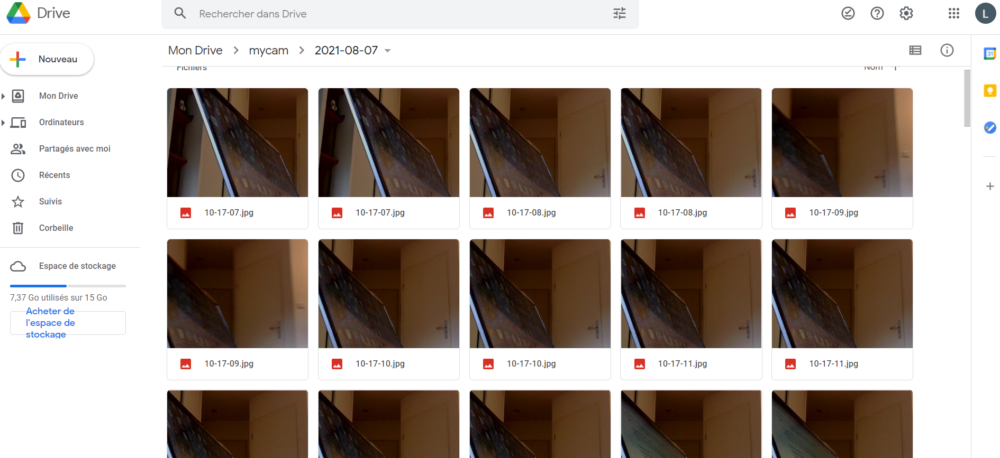 Drive
Rechercher dans Drive
L
Nouveau
Mon Drive
mycam
2021-08-07
31
Fichiers
Nom
Mon Drive
Ordinateurs
Partagés avec moi
Récents
Suivis
Corbeille
Espace de stockage
7,37 Go utilisés sur 15 Go
Acheter de
l'espace de
stockage
10-17-07.jpg
10-17-07.jpg
10-17-08.jpg
10-17-08.jpg
10-17-09.jpg
10-17-09.jpg
10-17-10.jpg
10-17-10.jpg
10-17-11.jpg
10-17-11.jpg